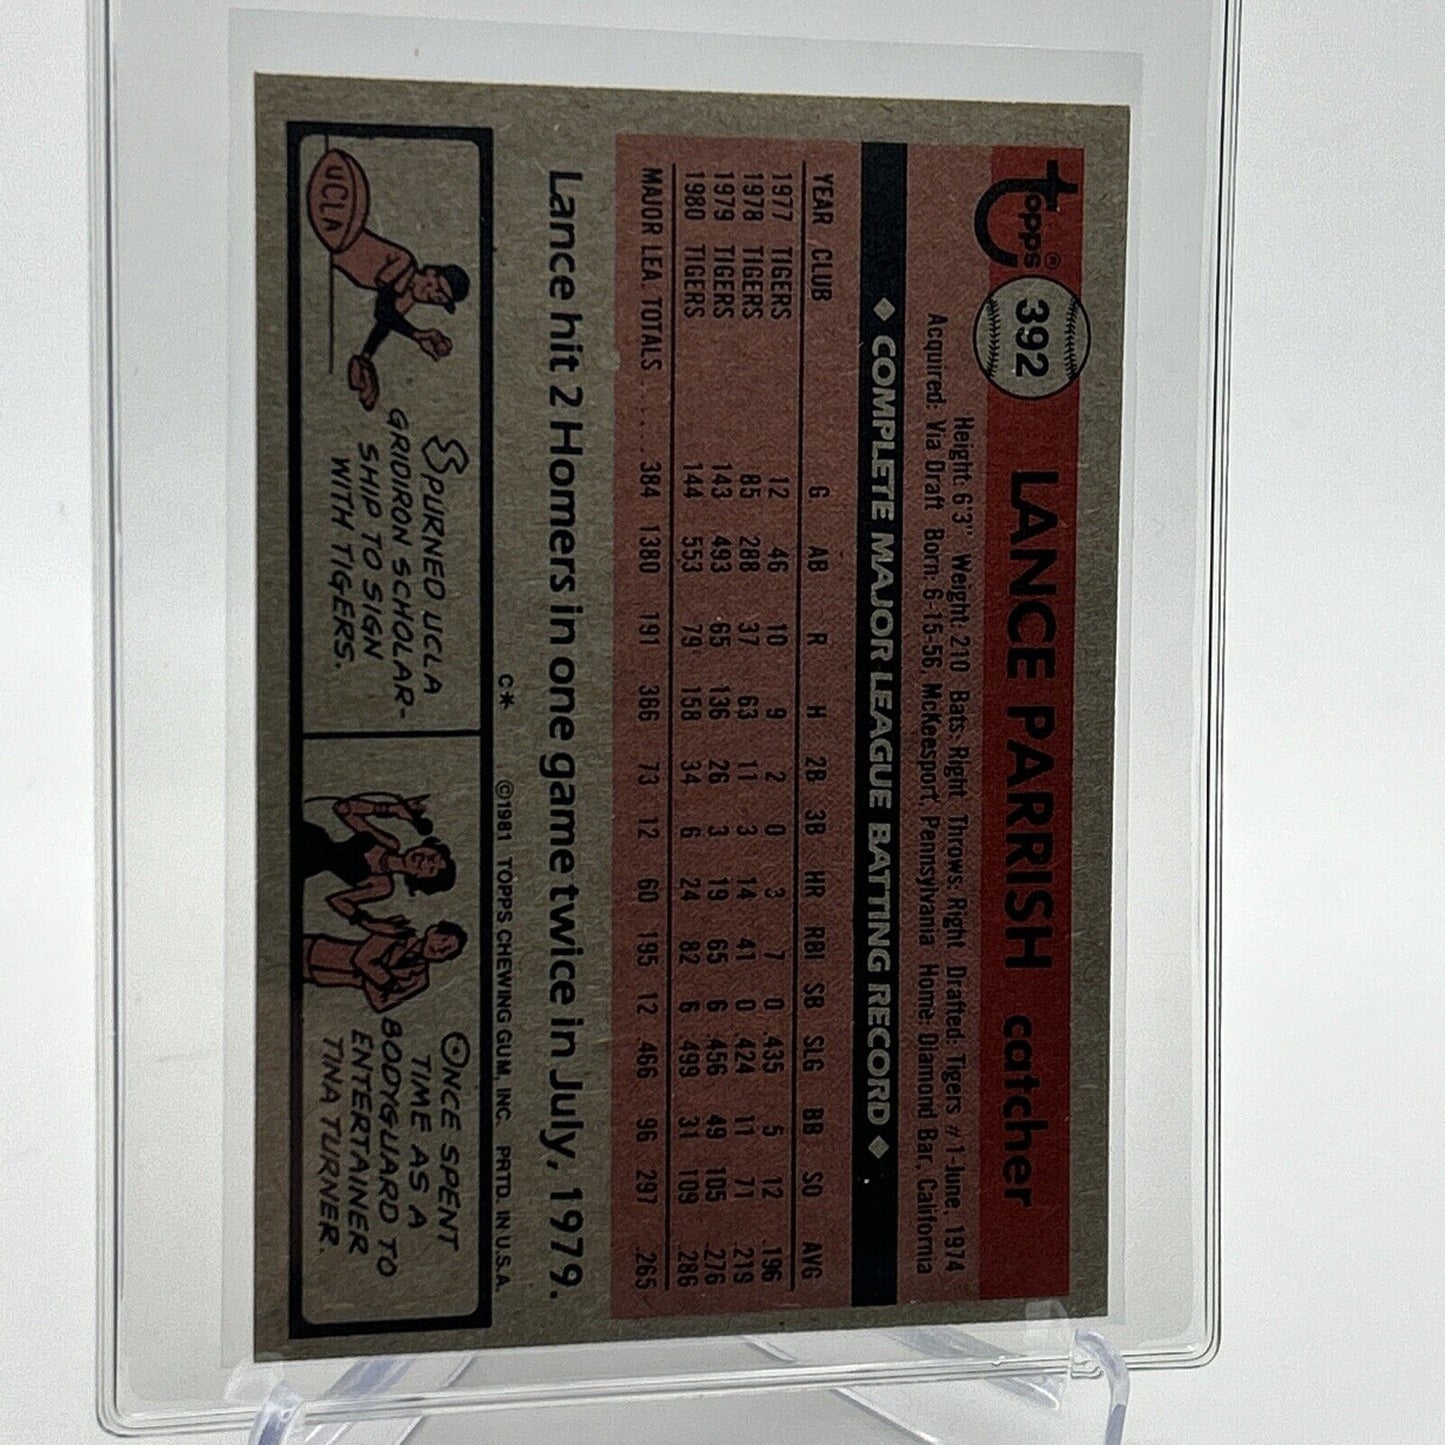 topps®
392
LANCE PARRISH catcher
Height: 6'3" Weight: 210 Bats: Right Throws: Right Drafted: Tigers #1-June, 1974
Acquired: Via Draft Born: 6-15-56, McKeesport, Pennsylvania Home: Diamond Bar, California
◆ COMPLETE MAJOR LEAGUE BATTING RECORD ◆
YEAR CLUB G AB R H 2B 3B HR RBI SB SLG BB SO AVG
1977 TIGERS 12 46 10 9 2 0 3 7 0 .435 5 12 .196
1978 TIGERS 85 288 37 63 11 3 14 41 0 .424 11 71 .219
1979 TIGERS 143 493 65 136 26 3 19 65 6 .456 49 105 .276
1980 TIGERS 144 553 79 158 34 6 24 82 6 .499 31 109 .286
MAJOR LEA. TOTALS..... 384 1380 191 366 73 12 60 195 12 .466 96 297 .265
Lance hit 2 Homers in one game twice in July, 1979.
C* ©1981 TOPPS CHEWING GUM, INC. PRTD. IN U.S.A.
UCLA
SPURNED UCLA
GRIDIRON SCHOLAR-
SHIP TO SIGN
WITH TIGERS.
ONCE SPENT
TIME AS A
BODYGUARD TO
ENTERTAINER
TINA TURNER.